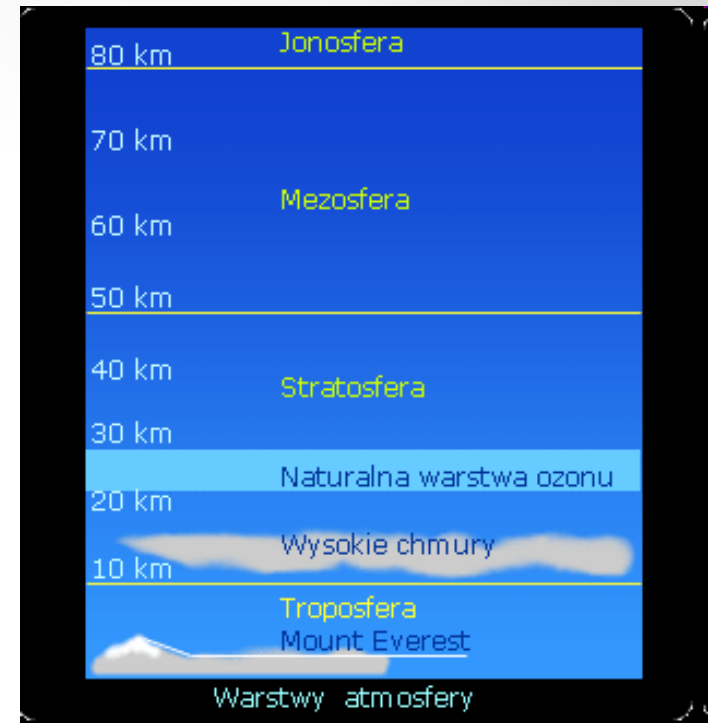 Jonosfera
80 km
70 km
Mezosfera
60 km
50 km
40 km
Stratosfera
30 km
Naturalna warstwa ozonu
20 km
Wysokie chmury
10 km
Troposfera
Mount Everest
Warstwy atmosfery